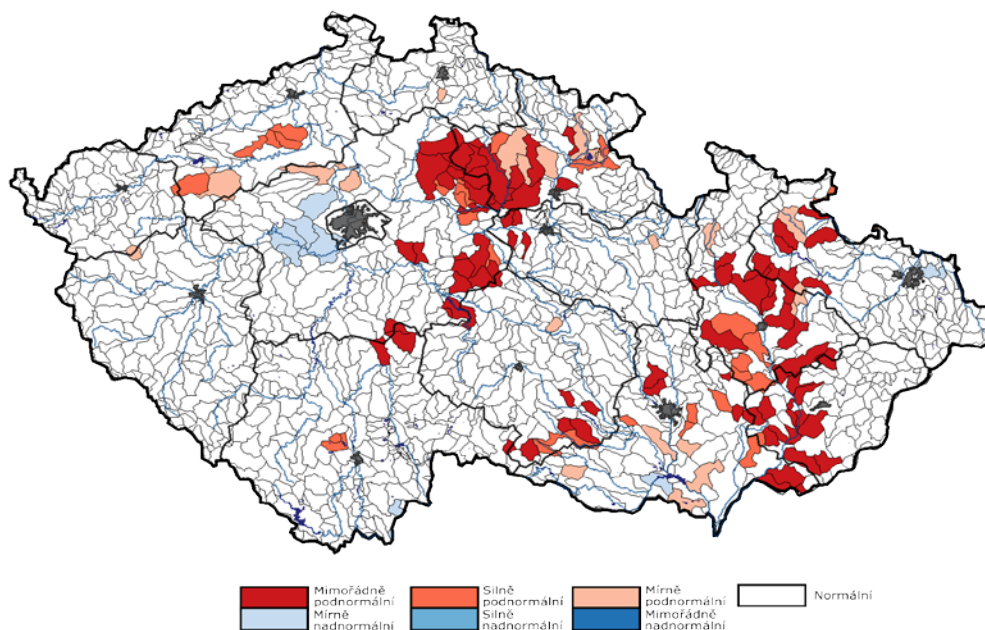 Mimořádně
podnormální
Silně
podnormální
Mírně
podnormální
Normální
Mírně
nadnormální
Silně
nadnormální
Mimořádně
nadnormální